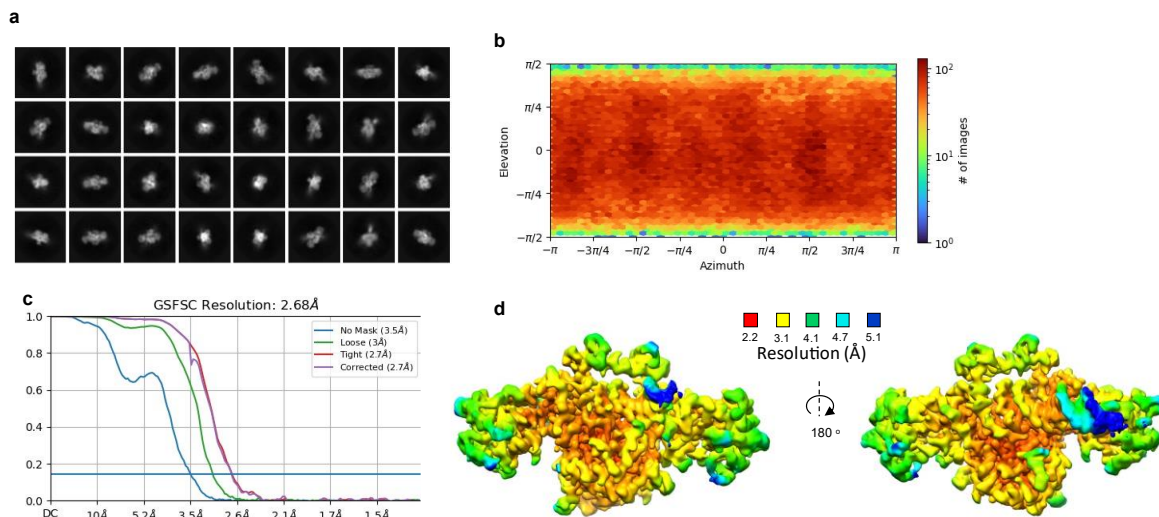 a
b
π/2
π/4
0
−π/4
−π/2
Elevation
−π
−3π/4
−π/2
−π/4
0
π/4
π/2
3π/4
π
Azimuth
10²
10¹
10⁰
# of images
c
GSFSC Resolution: 2.68Å
1.0
0.8
0.6
0.4
0.2
0.0
No Mask (3.5Å)
Loose (3Å)
Tight (2.7Å)
Corrected (2.7Å)
DC
10Å
5.2Å
3.5Å
2.6Å
2.1Å
1.7Å
1.5Å
d
2.2 3.1 4.1 4.7 5.1
Resolution (Å)
180 °